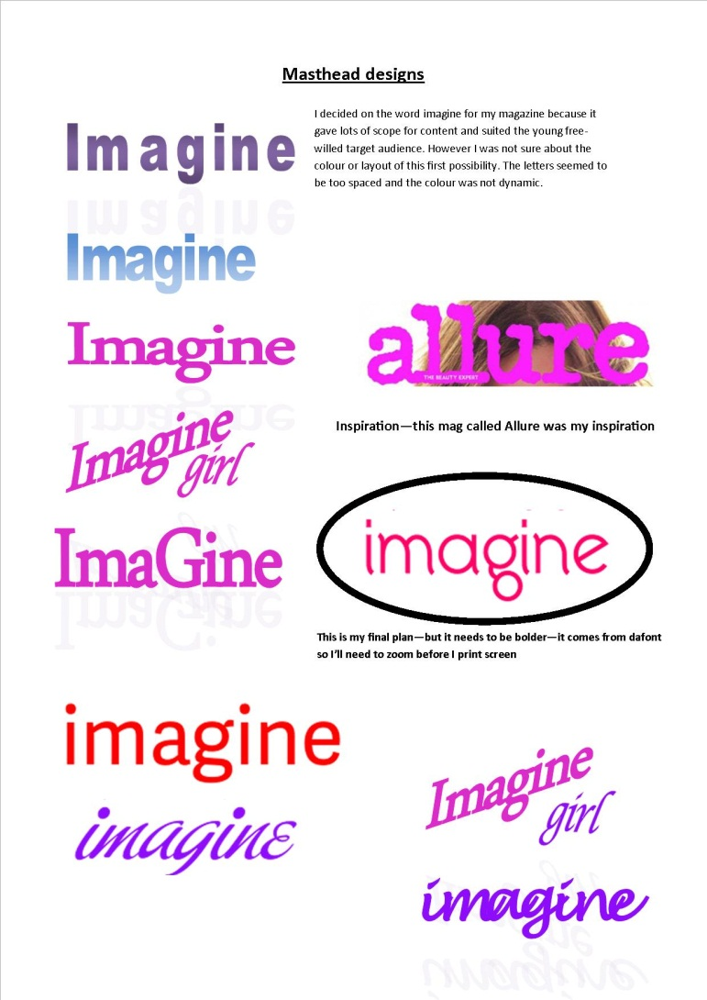 Masthead designs
I decided on the word imagine for my magazine because it
gave lots of scope for content and suited the young free-
willed target audience. However I was not sure about the
colour or layout of this first possibility. The letters seemed to
be too spaced and the colour was not dynamic.
Imagine
Imagine
Imagine
allure
THE BEAUTY EXPERT
Inspiration—this mag called Allure was my inspiration
Imagine
girl
ImaGine
imagine
This is my final plan—but it needs to be bolder—it comes from dafont
so I'll need to zoom before I print screen
imagine
imagine
Imagine
girl
imagine